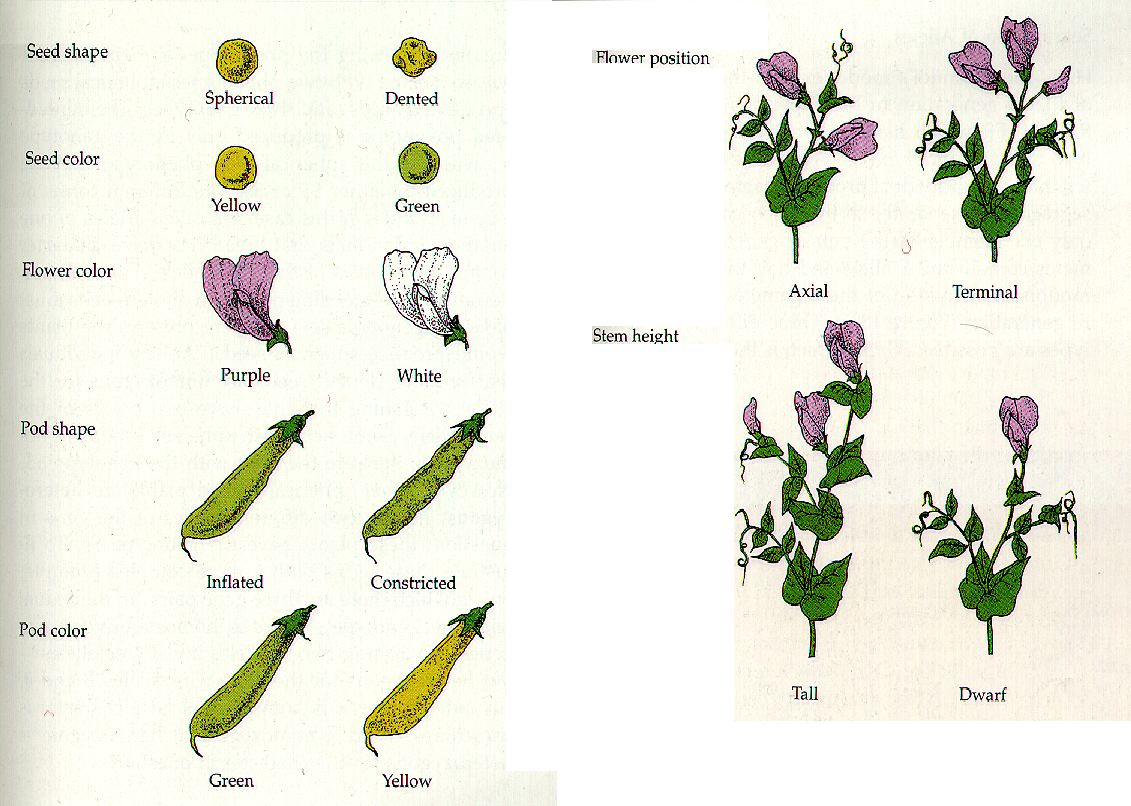 Seed shape
Spherical
Dented
Seed color
Yellow
Green
Flower color
Purple
White
Pod shape
Inflated
Constricted
Pod color
Green
Yellow
Flower position
Axial
Terminal
Stem height
Tall
Dwarf